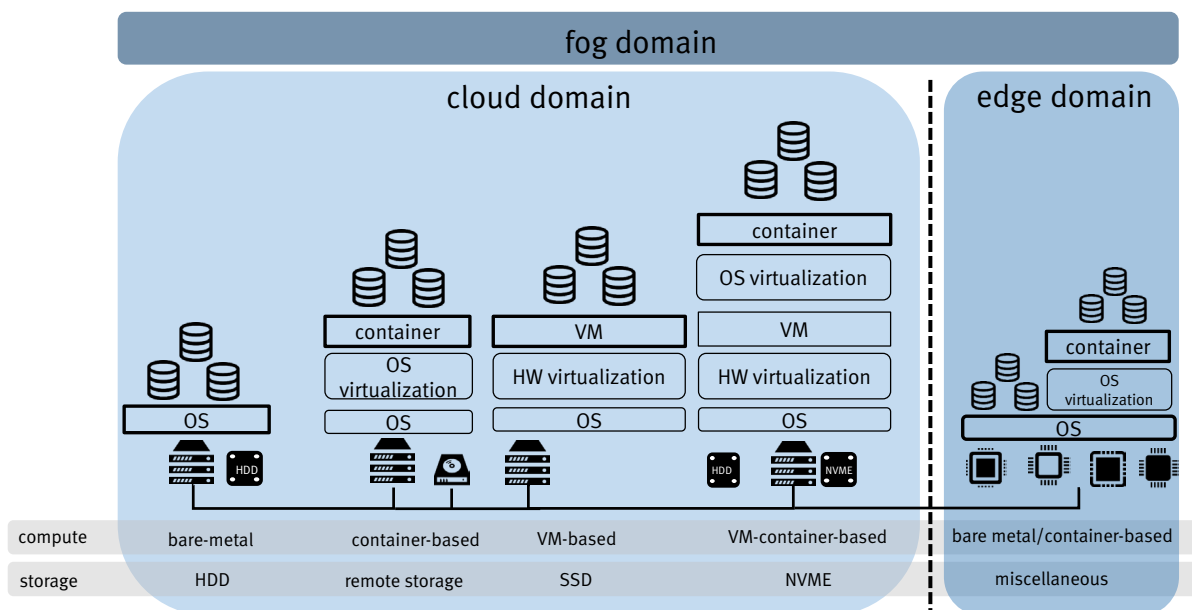 fog domain
cloud domain
edge domain
container
OS virtualization
container
VM
VM
container
OS
virtualization
HW virtualization
HW virtualization
OS
virtualization
OS
OS
OS
OS
OS
HDD
HDD
NVME
compute
bare-metal
container-based
VM-based
VM-container-based
bare metal/container-based
storage
HDD
remote storage
SSD
NVME
miscellaneous